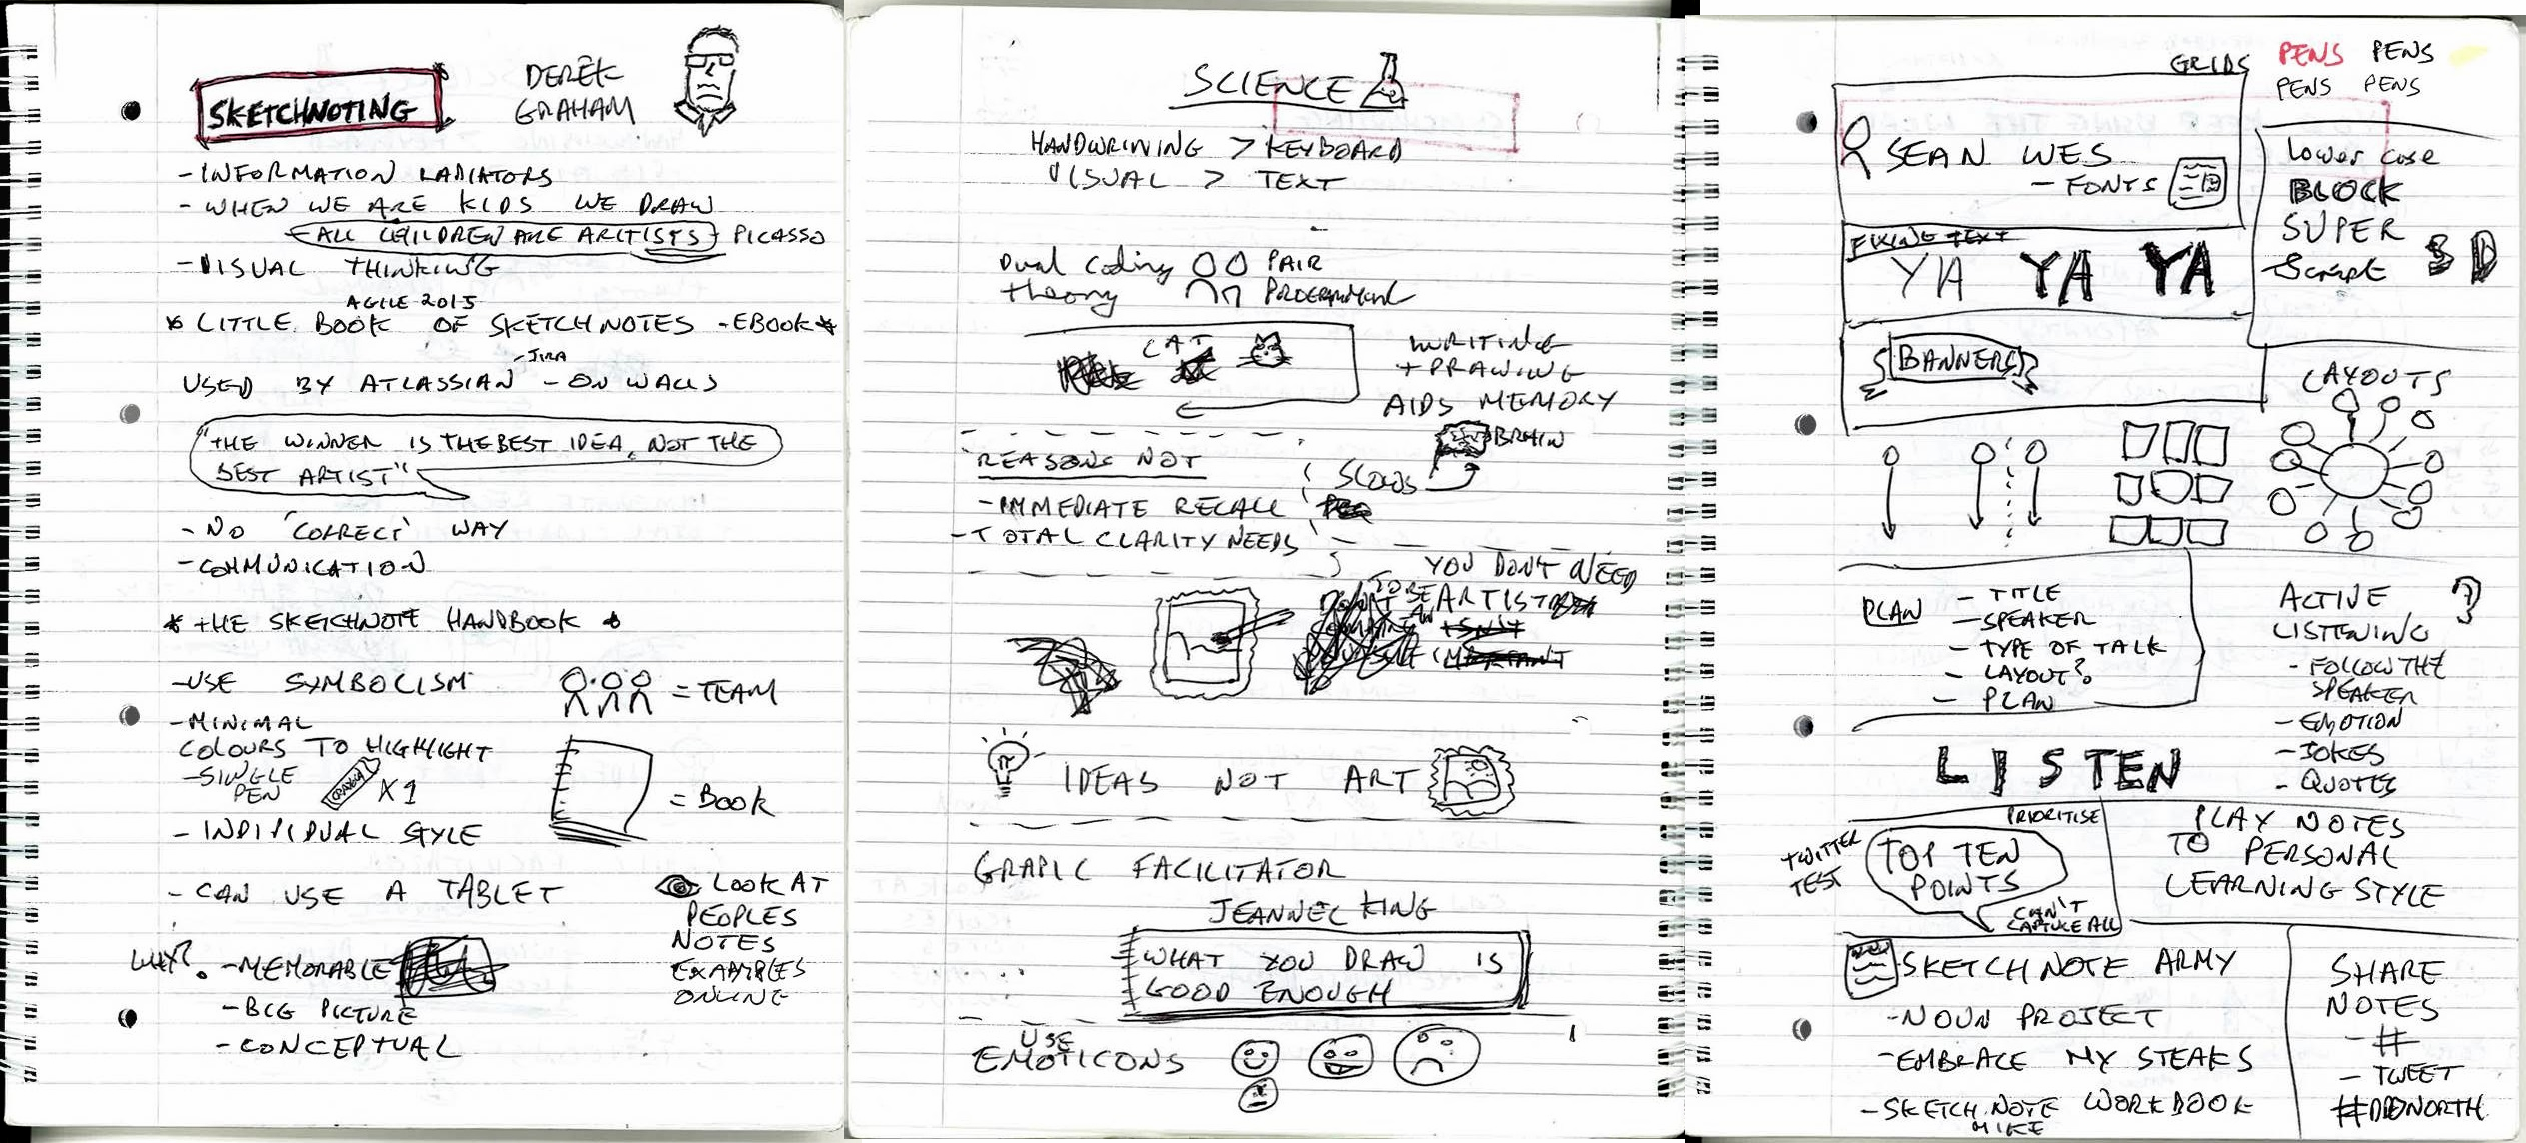 SKETCHNOTING
DEREK
GRAHAM
- INFORMATION RADIATORS
- WHEN WE ARE KIDS WE DRAW
ALL CHILDREN ARE ARTISTS PICASSO
- VISUAL THINKING
AGILE 2015
* LITTLE BOOK OF SKETCHNOTES - EBOOK *
- JIRA
USED BY ATLASSIAN - ON WALLS
"THE WINNER IS THE BEST IDEA, NOT THE
BEST ARTIST"
- NO 'CORRECT' WAY
- COMMUNICATION
* THE SKETCHNOTE HANDBOOK *
- USE SYMBOLISM
= TEAM
- MINIMAL
COLOURS TO HIGHLIGHT
- SINGLE
PEN
X 1
= BOOK
- INDIVIDUAL STYLE
- CAN USE A TABLET
LOOK AT
PEOPLES
NOTES
EXAMPLES
ONLINE
WHY? - MEMORABLE
- BIG PICTURE
- CONCEPTUAL
SCIENCE
HANDWRINING > KEYBOARD
VISUAL > TEXT
Dual Coding PAIR
theory
CAT
WRITING
+ DRAWING
AIDS MEMORY
BRAIN
REASONS NOT
SLOWS
- IMMEDIATE RECALL
- TOTAL CLARITY NEEDS
YOU DON'T NEED
TO BE ARTIST
AN
IDEAS NOT ART
GRAPIC FACILITATOR
JEANNEL KING
WHAT YOU DRAW IS
GOOD ENOUGH
USE
EMOTICONS
GRIDS
PENS PENS
PENS PENS
SEAN WES
- FONTS
Lower case
BLOCK
SUPER
Script 3D
FIXING TEXT
YA YA YA
BANNERS
LAYOUTS
PLAN
- TITLE
- SPEAKER
- TYPE OF TALK
- LAYOUT?
- PLAN
ACTIVE
LISTENING
- FOLLOW THE
SPEAKER
- EMOTION
- JOKES
- QUOTES
LISTEN
PRIORITISE
TWITTER
TEST
TOP TEN
POINTS
CAN'T
CAPTURE ALL
PLAY NOTES
TO PERSONAL
LEARNING STYLE
SKETCHNOTE ARMY
- NOUN PROJECT
- EMBRACE MY STEAKS
- SKETCHNOTE WORKBOOK
MIKE
SHARE
NOTES
- #
- TWEET
#DDDNORTH